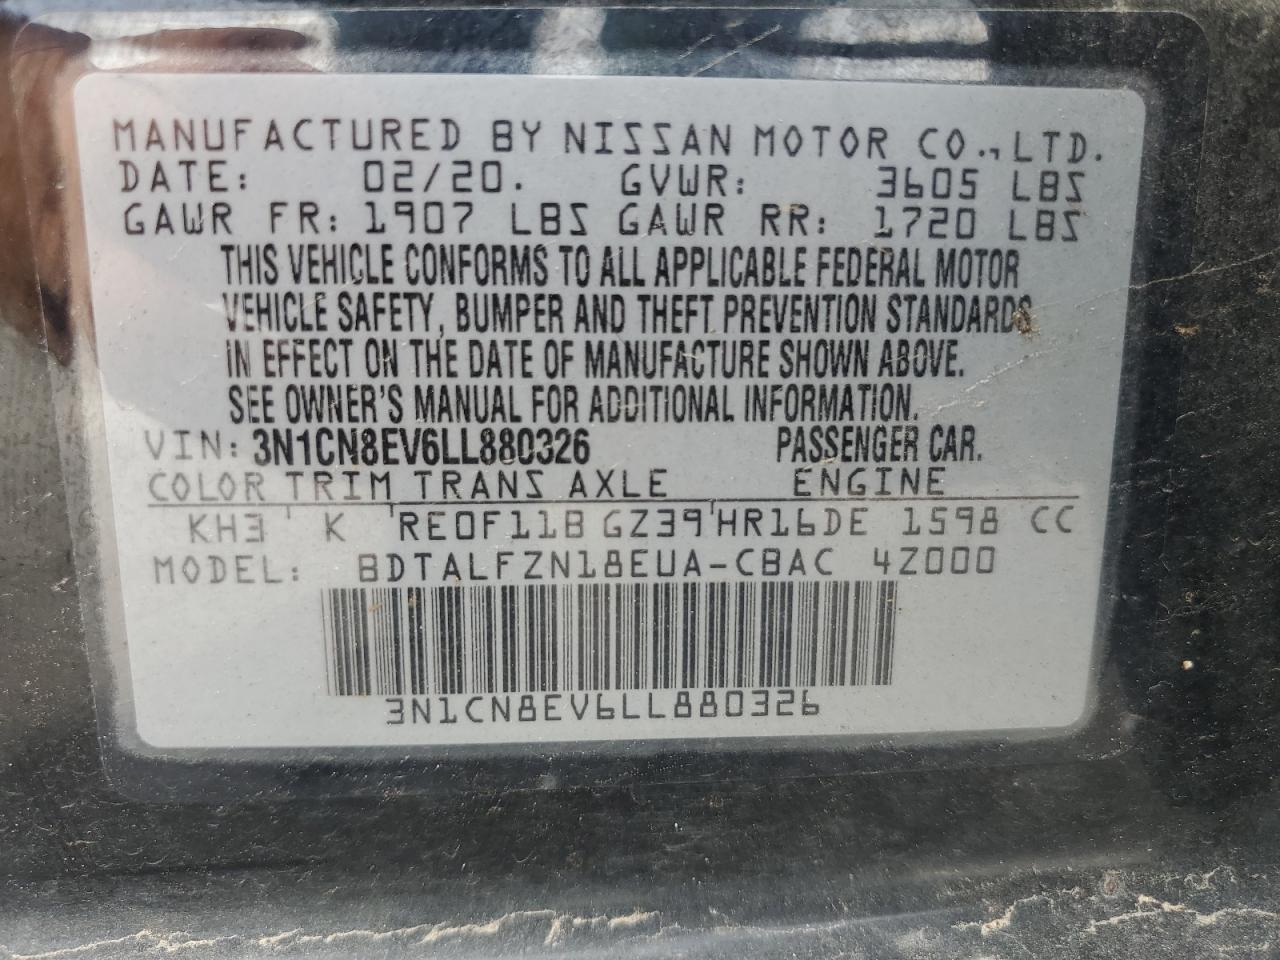 MANUFACTURED BY NISSAN MOTOR CO., LTD.
DATE: 02/20. GVWR: 3605 LBS
GAWR FR: 1907 LBS GAWR RR: 1720 LBS
THIS VEHICLE CONFORMS TO ALL APPLICABLE FEDERAL MOTOR
VEHICLE SAFETY, BUMPER AND THEFT PREVENTION STANDARDS
IN EFFECT ON THE DATE OF MANUFACTURE SHOWN ABOVE.
SEE OWNER'S MANUAL FOR ADDITIONAL INFORMATION.
VIN: 3N1CN8EV6LL880326 PASSENGER CAR.
COLOR TRIM TRANS AXLE ENGINE
KH3 ' K ' RE0F11B GZ39 ' HR16DE 1598 CC
MODEL: BDTALFZN18EUA-CBAC 4Z000
3N1CN8EV6LL880326